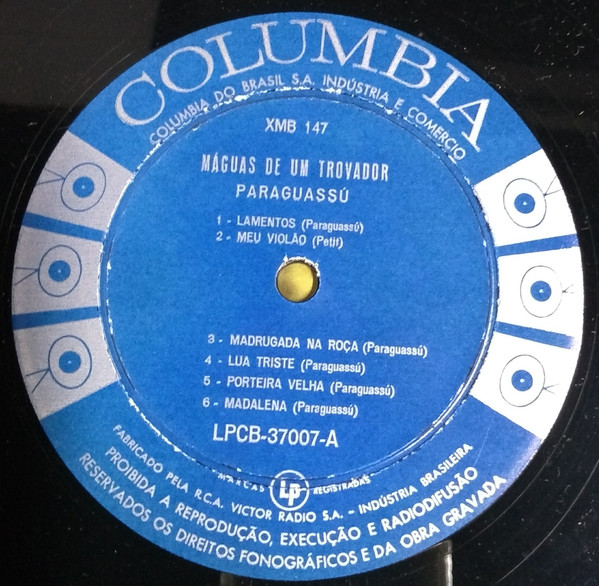 COLUMBIA
COLUMBIA DO BRASIL S.A. INDÚSTRIA E COMERCIO
XMB 147
MÁGUAS DE UM TROVADOR
PARAGUASSÚ
1 - LAMENTOS (Paraguassú)
2 - MEU VIOLÃO (Petit)
3 - MADRUGADA NA ROÇA (Paraguassú)
4 - LUA TRISTE (Paraguassú)
5 - PORTEIRA VELHA (Paraguassú)
6 - MADALENA (Paraguassú)
LPCB-37007-A
MARCAS Lp REGISTRADAS
FABRICADO PELA R.C.A. VICTOR RADIO S.A. - INDÚSTRIA BRASILEIRA
PROIBIDA A REPRODUÇÃO, EXECUÇÃO E RADIODIFUSÃO
RESERVADOS OS DIREITOS FONOGRÁFICOS E DA OBRA GRAVADA